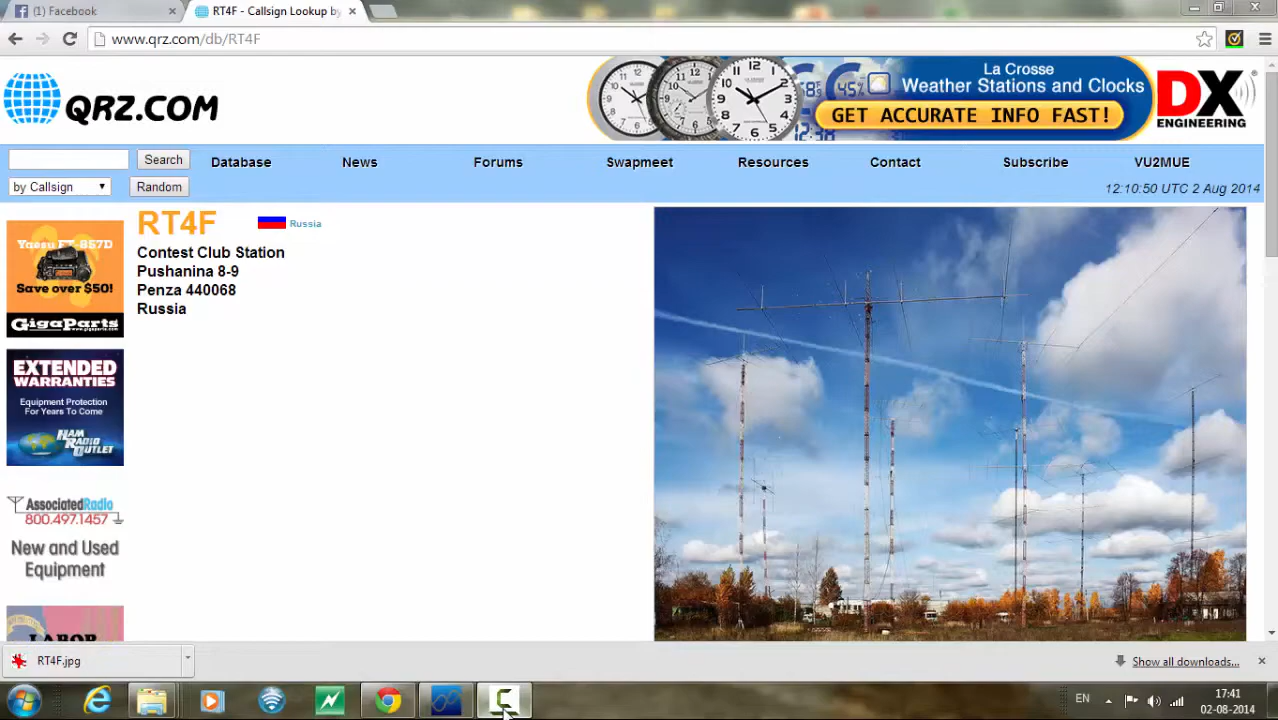 (1) Facebook
RT4F - Callsign Lookup by
www.qrz.com/db/RT4F
QRZ.COM
La Crosse
Weather Stations and Clocks
GET ACCURATE INFO FAST!
DX
ENGINEERING
Search
Database
News
Forums
Swapmeet
Resources
Contact
Subscribe
VU2MUE
by Callsign
Random
12:10:50 UTC 2 Aug 2014
RT4F
Russia
Contest Club Station
Pushanina 8-9
Penza 440068
Russia
Yaesu FT-857D
Save over $50!
GigaParts
EXTENDED
WARRANTIES
Equipment Protection
For Years To Come
HAM RADIO
OUTLET
AssociatedRadio
800.497.1457
New and Used
Equipment
LABOR
RT4F.jpg
Show all downloads...
EN
17:41
02-08-2014